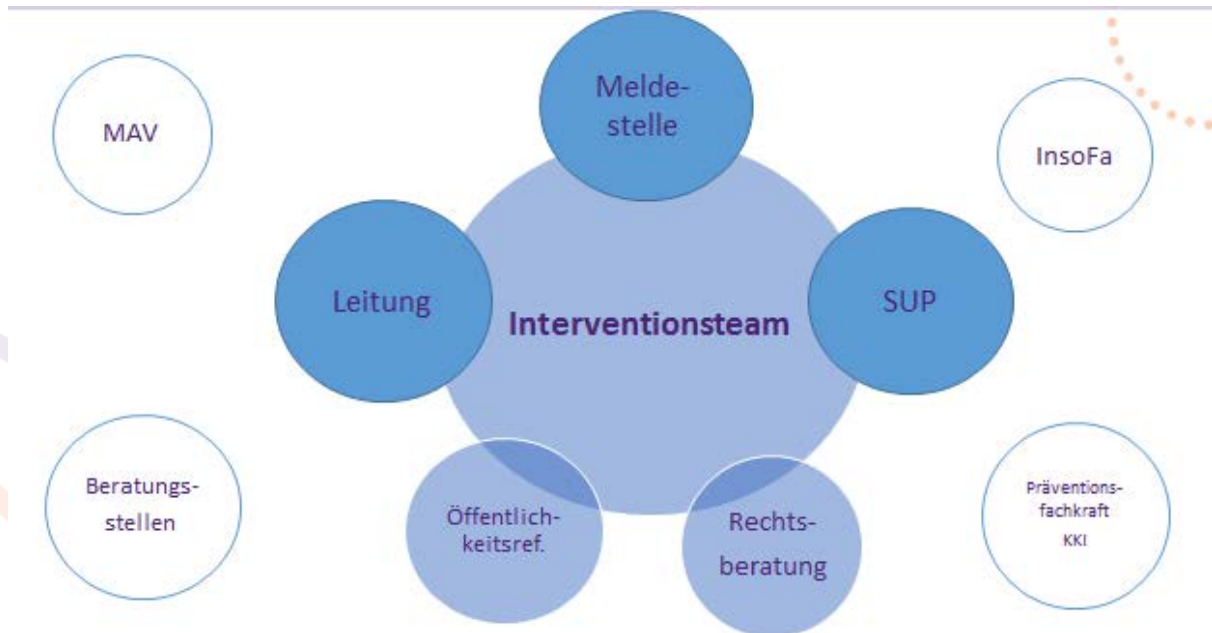 Melde-
stelle
MAV
InsoFa
Leitung
SUP
Interventionsteam
Beratungs-
stellen
Öffentlich-
keitsref.
Rechts-
beratung
Präventions-
fachkraft
KKI